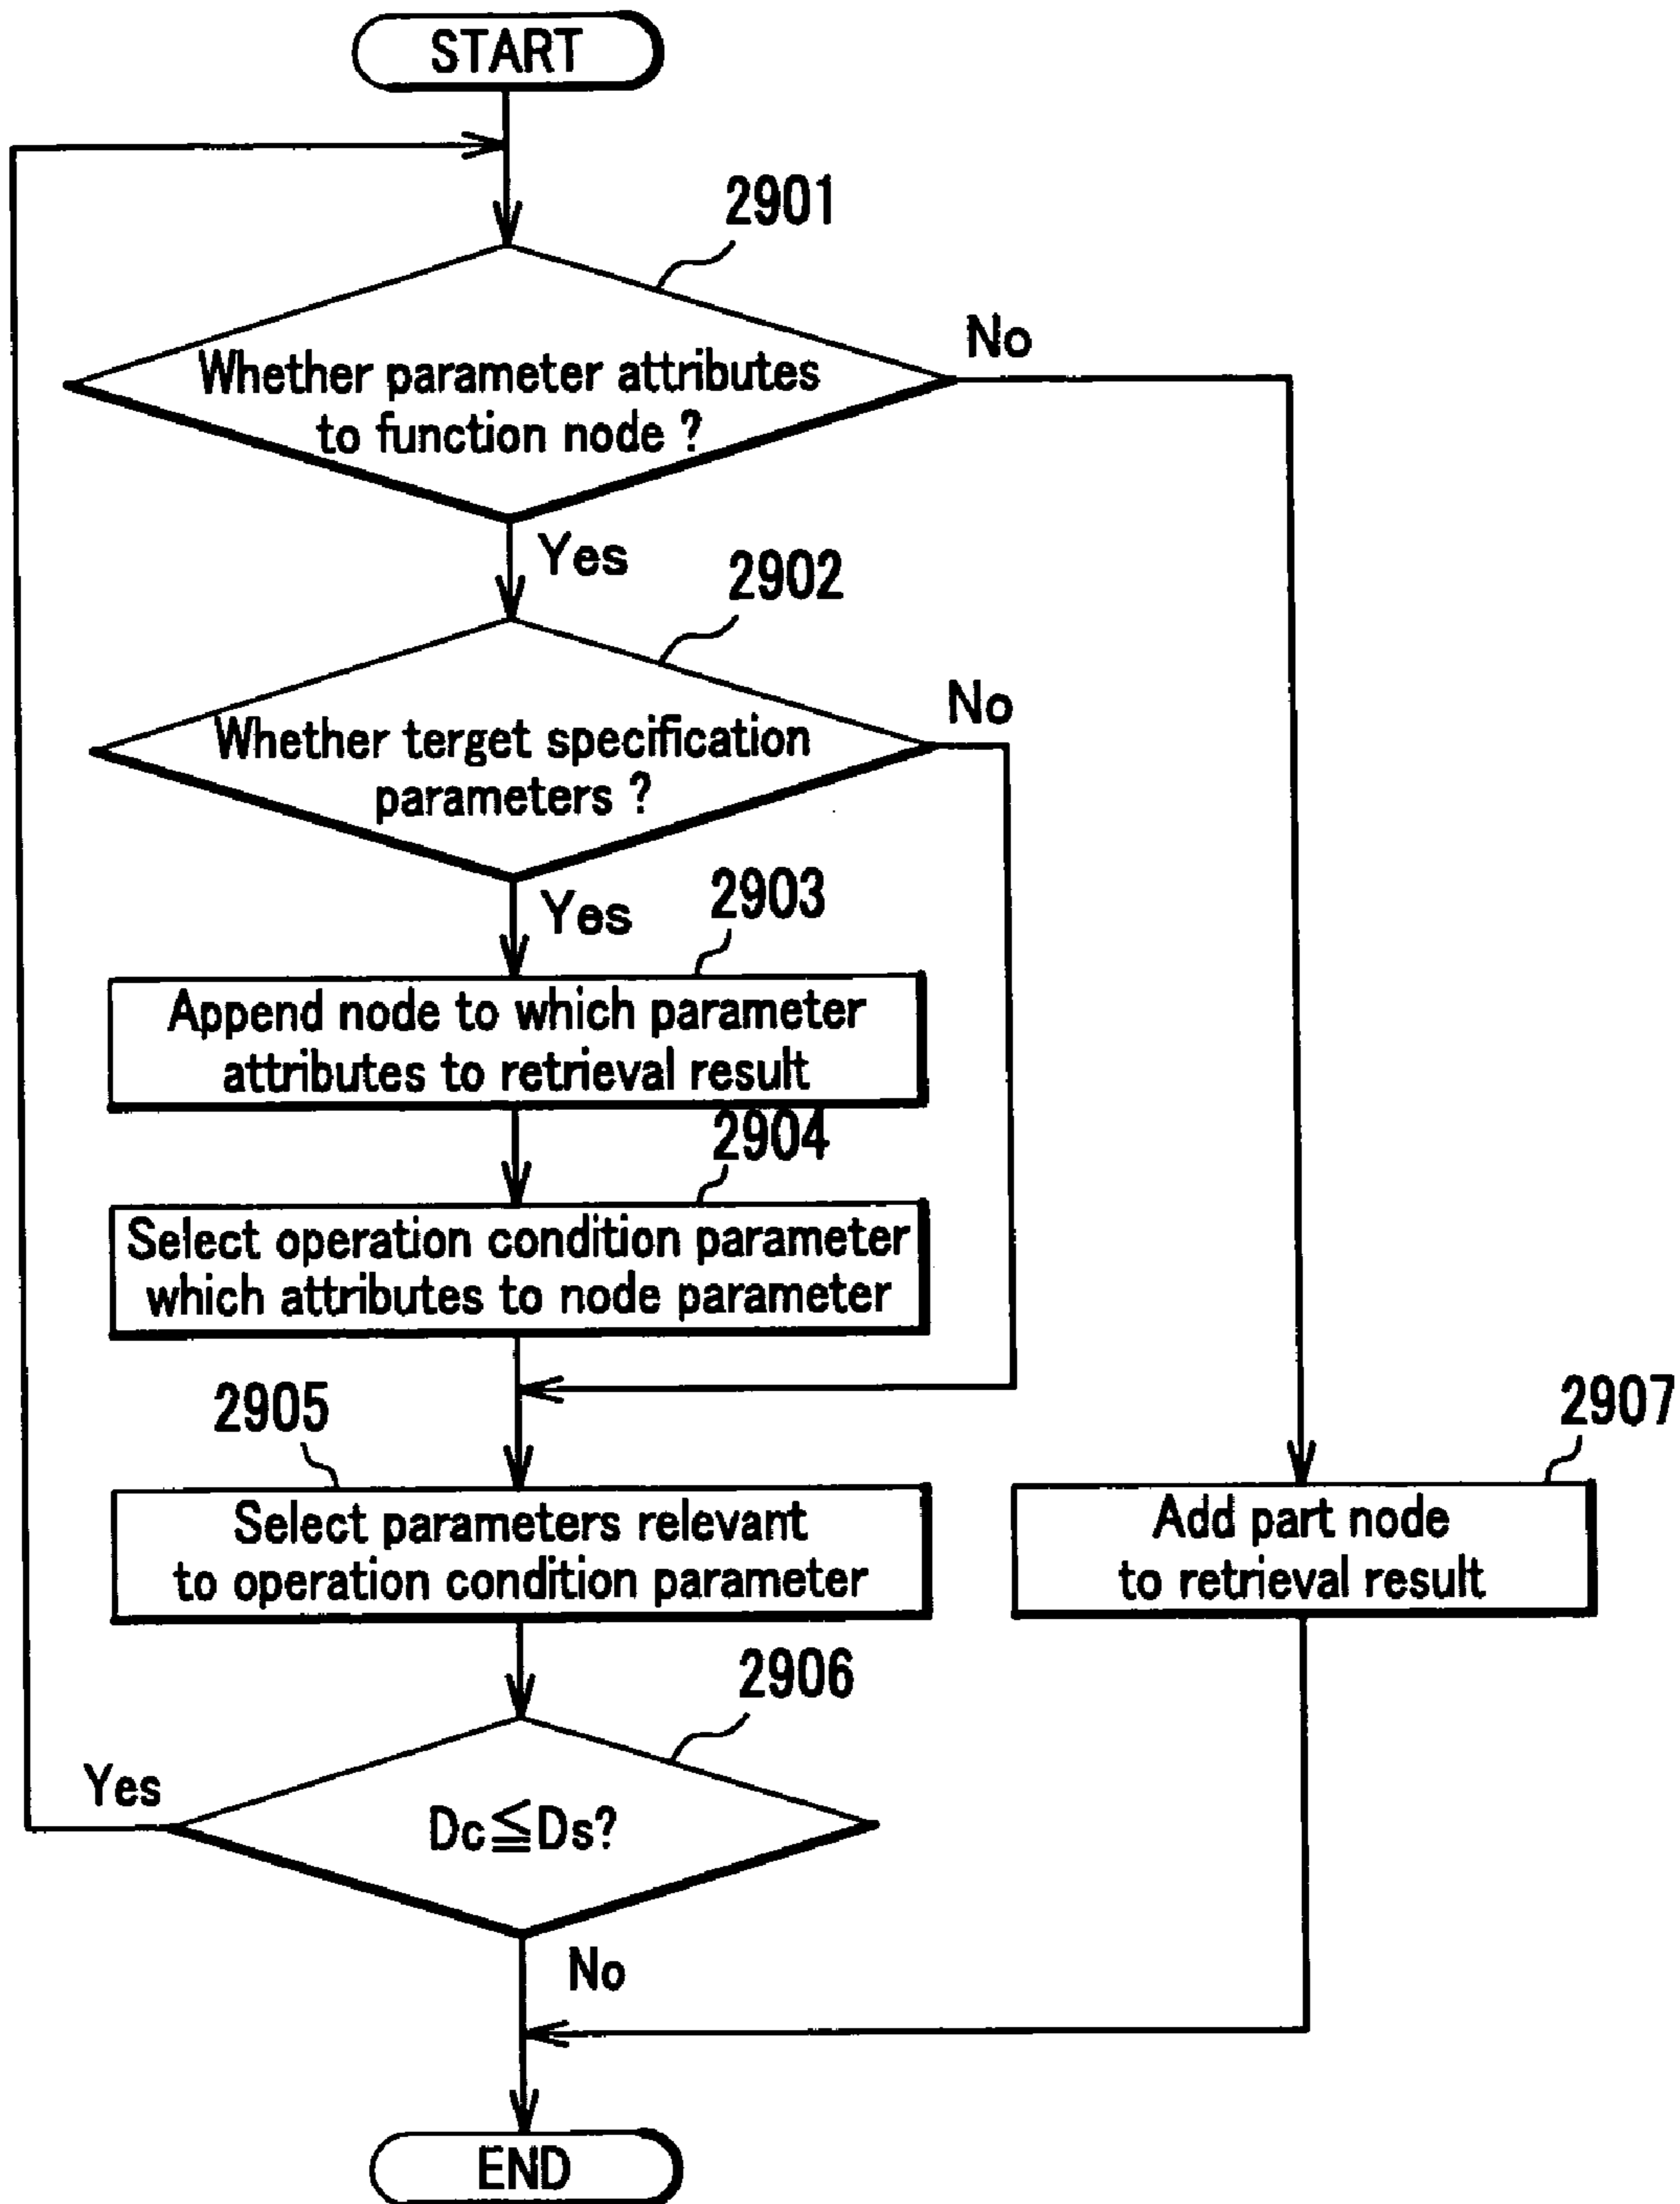 START
2901
No
Whether parameter attributes
to function node ?
Yes
2902
No
Whether terget specification
parameters ?
Yes
2903
Append node to which parameter
attributes to retrieval result
2904
Select operation condition parameter
which attributes to node parameter
2905
2907
Select parameters relevant
to operation condition parameter
Add part node
to retrieval result
2906
Yes
Dc≦Ds?
No
END